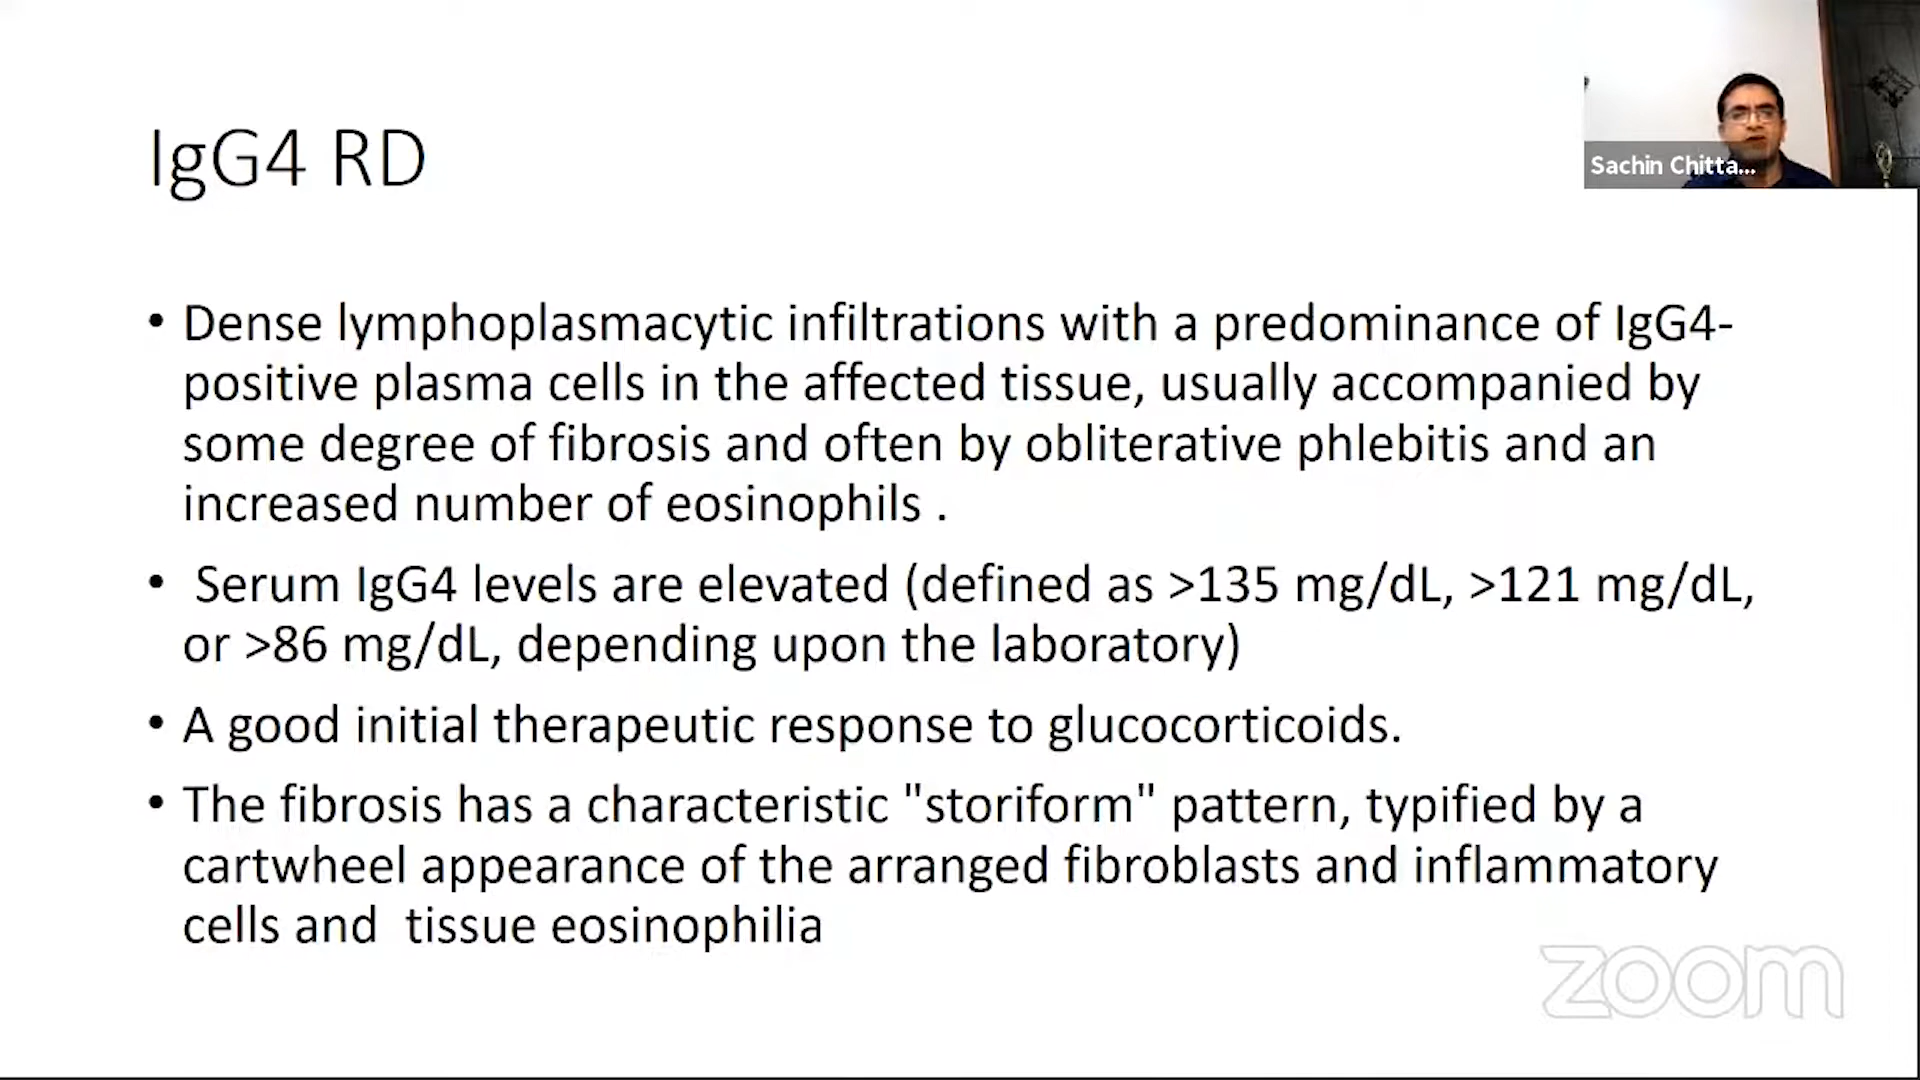 IgG4 RD
Sachin Chitta...
• Dense lymphoplasmacytic infiltrations with a predominance of IgG4-
positive plasma cells in the affected tissue, usually accompanied by
some degree of fibrosis and often by obliterative phlebitis and an
increased number of eosinophils .
• Serum IgG4 levels are elevated (defined as >135 mg/dL, >121 mg/dL,
or >86 mg/dL, depending upon the laboratory)
• A good initial therapeutic response to glucocorticoids.
• The fibrosis has a characteristic "storiform" pattern, typified by a
cartwheel appearance of the arranged fibroblasts and inflammatory
cells and  tissue eosinophilia
zoom